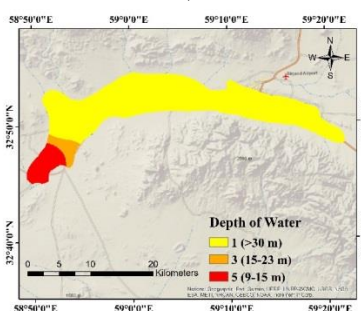 58°50'0"E 59°0'0"E 59°10'0"E 59°20'0"E
N
W E
S
32°50'0"N
32°40'0"N
Depth of Water
1 (>30 m)
3 (15-23 m)
5 (9-15 m)
0 5 10 20
Kilometers
58°50'0"E 59°0'0"E 59°10'0"E 59°20'0"E